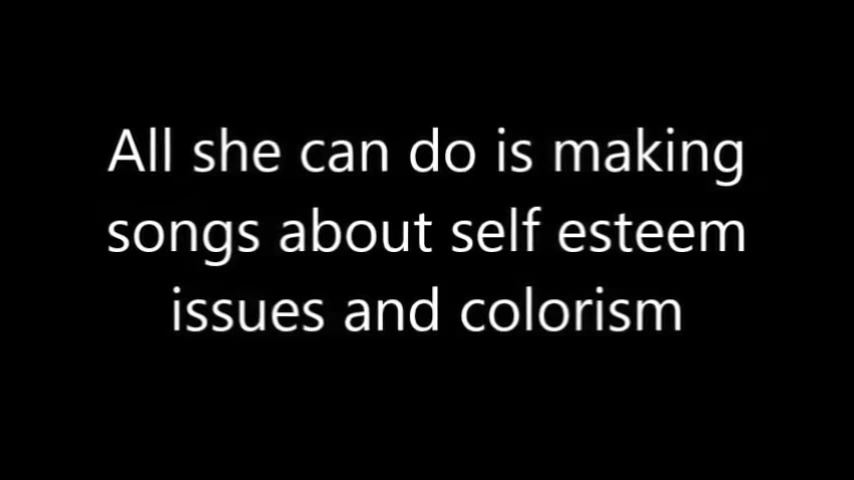 All she can do is making
songs about self esteem
issues and colorism